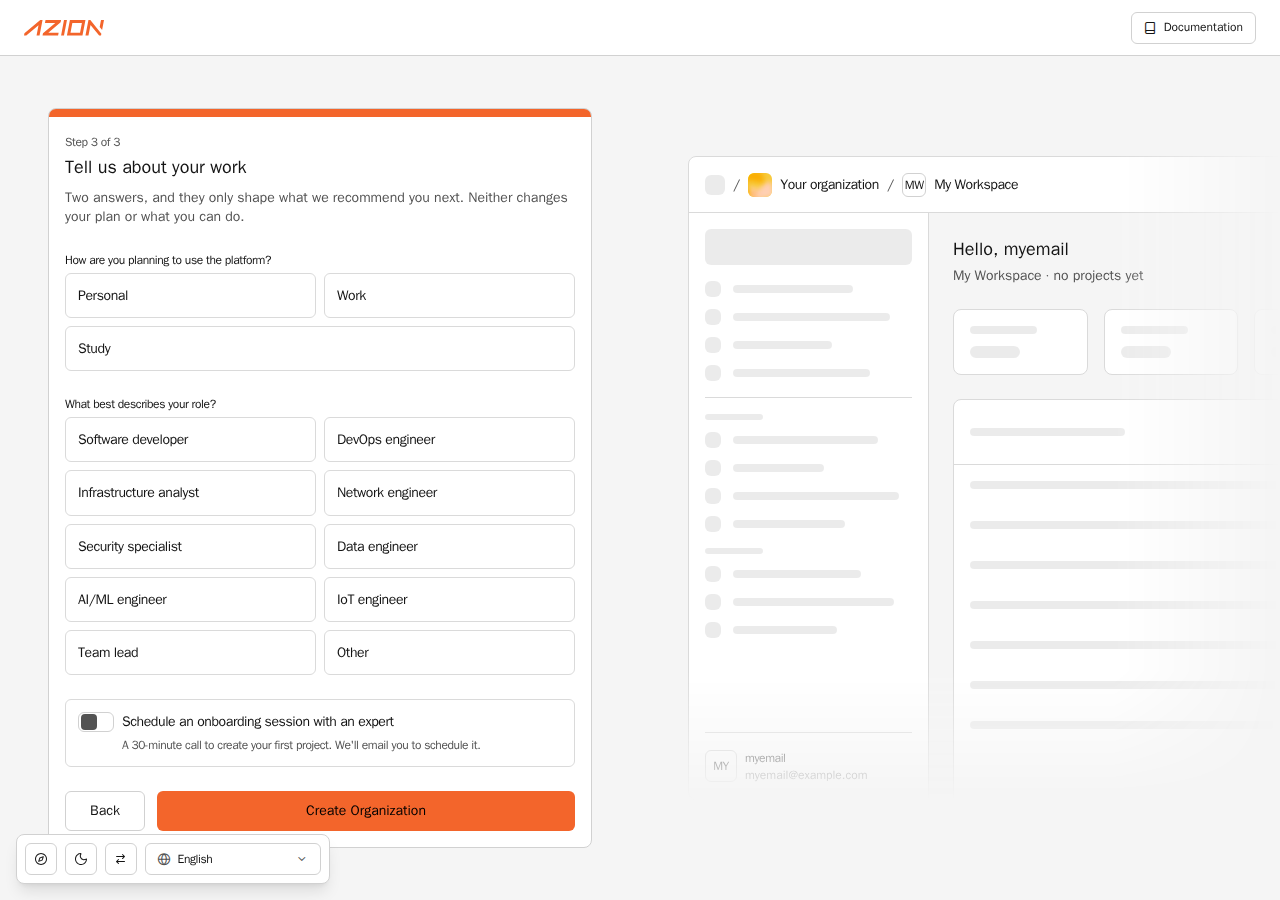 AZION
Documentation
Step 3 of 3
Tell us about your work
Two answers, and they only shape what we recommend you next. Neither changes
your plan or what you can do.
How are you planning to use the platform?
Personal
Work
Study
What best describes your role?
Software developer
DevOps engineer
Infrastructure analyst
Network engineer
Security specialist
Data engineer
AI/ML engineer
IoT engineer
Team lead
Other
Schedule an onboarding session with an expert
A 30-minute call to create your first project. We'll email you to schedule it.
Back
Create Organization
English
/ Your organization / MW My Workspace
Hello, myemail
My Workspace · no projects yet
MY
myemail
myemail@example.com